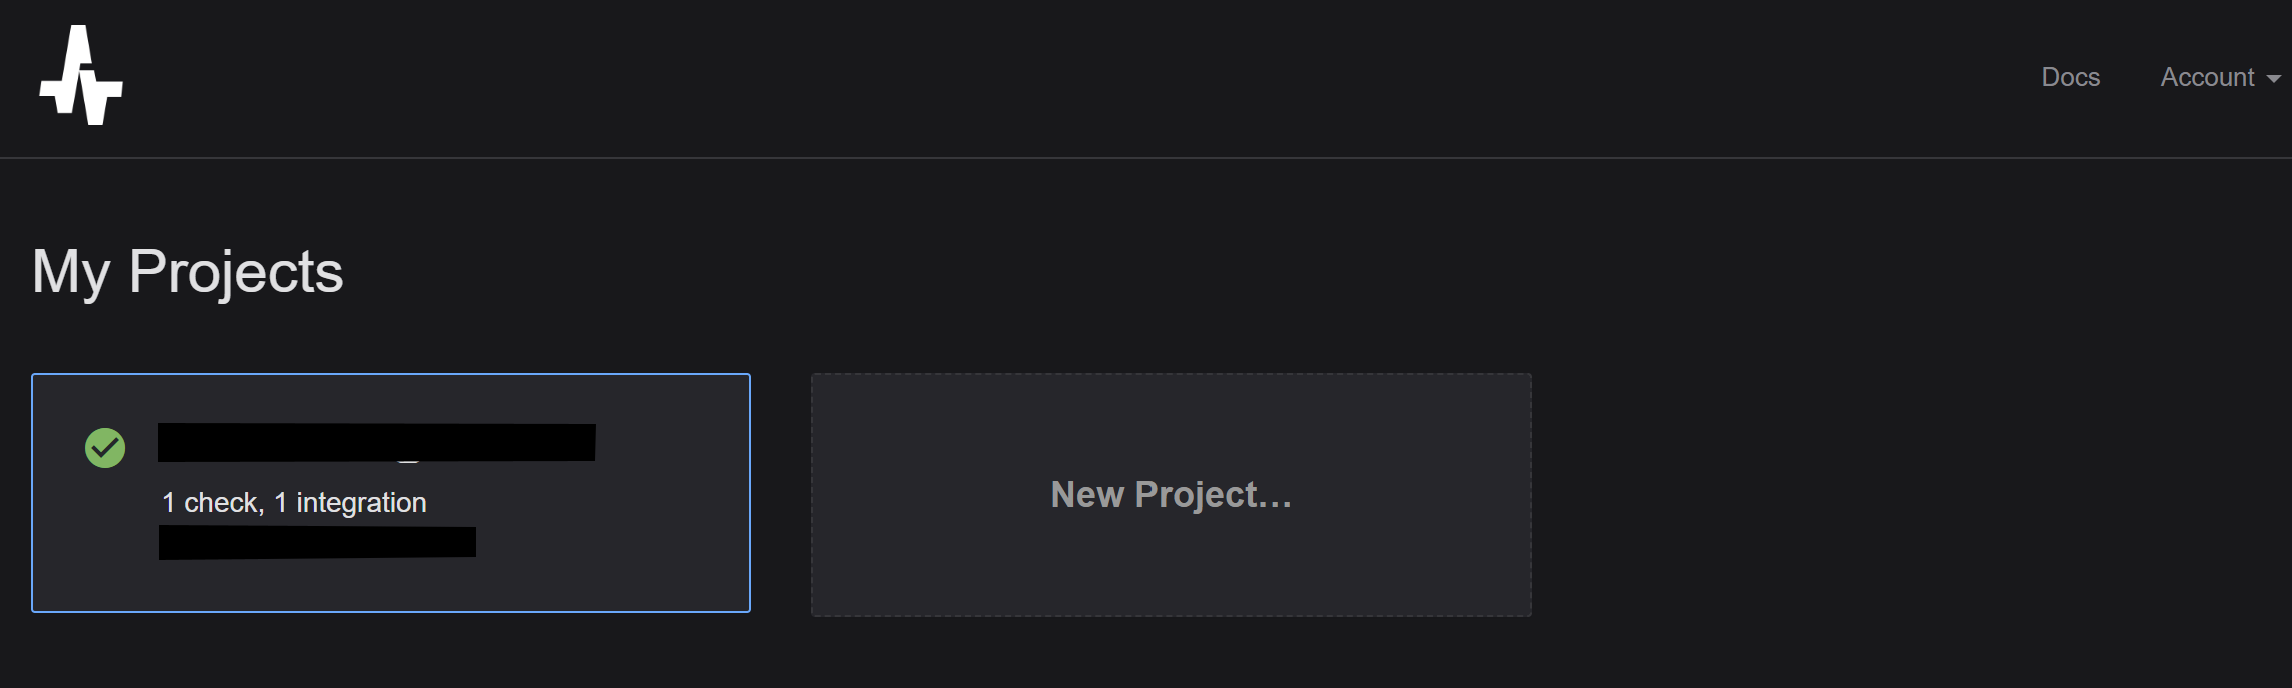 Docs
Account
My Projects
1 check, 1 integration
New Project...